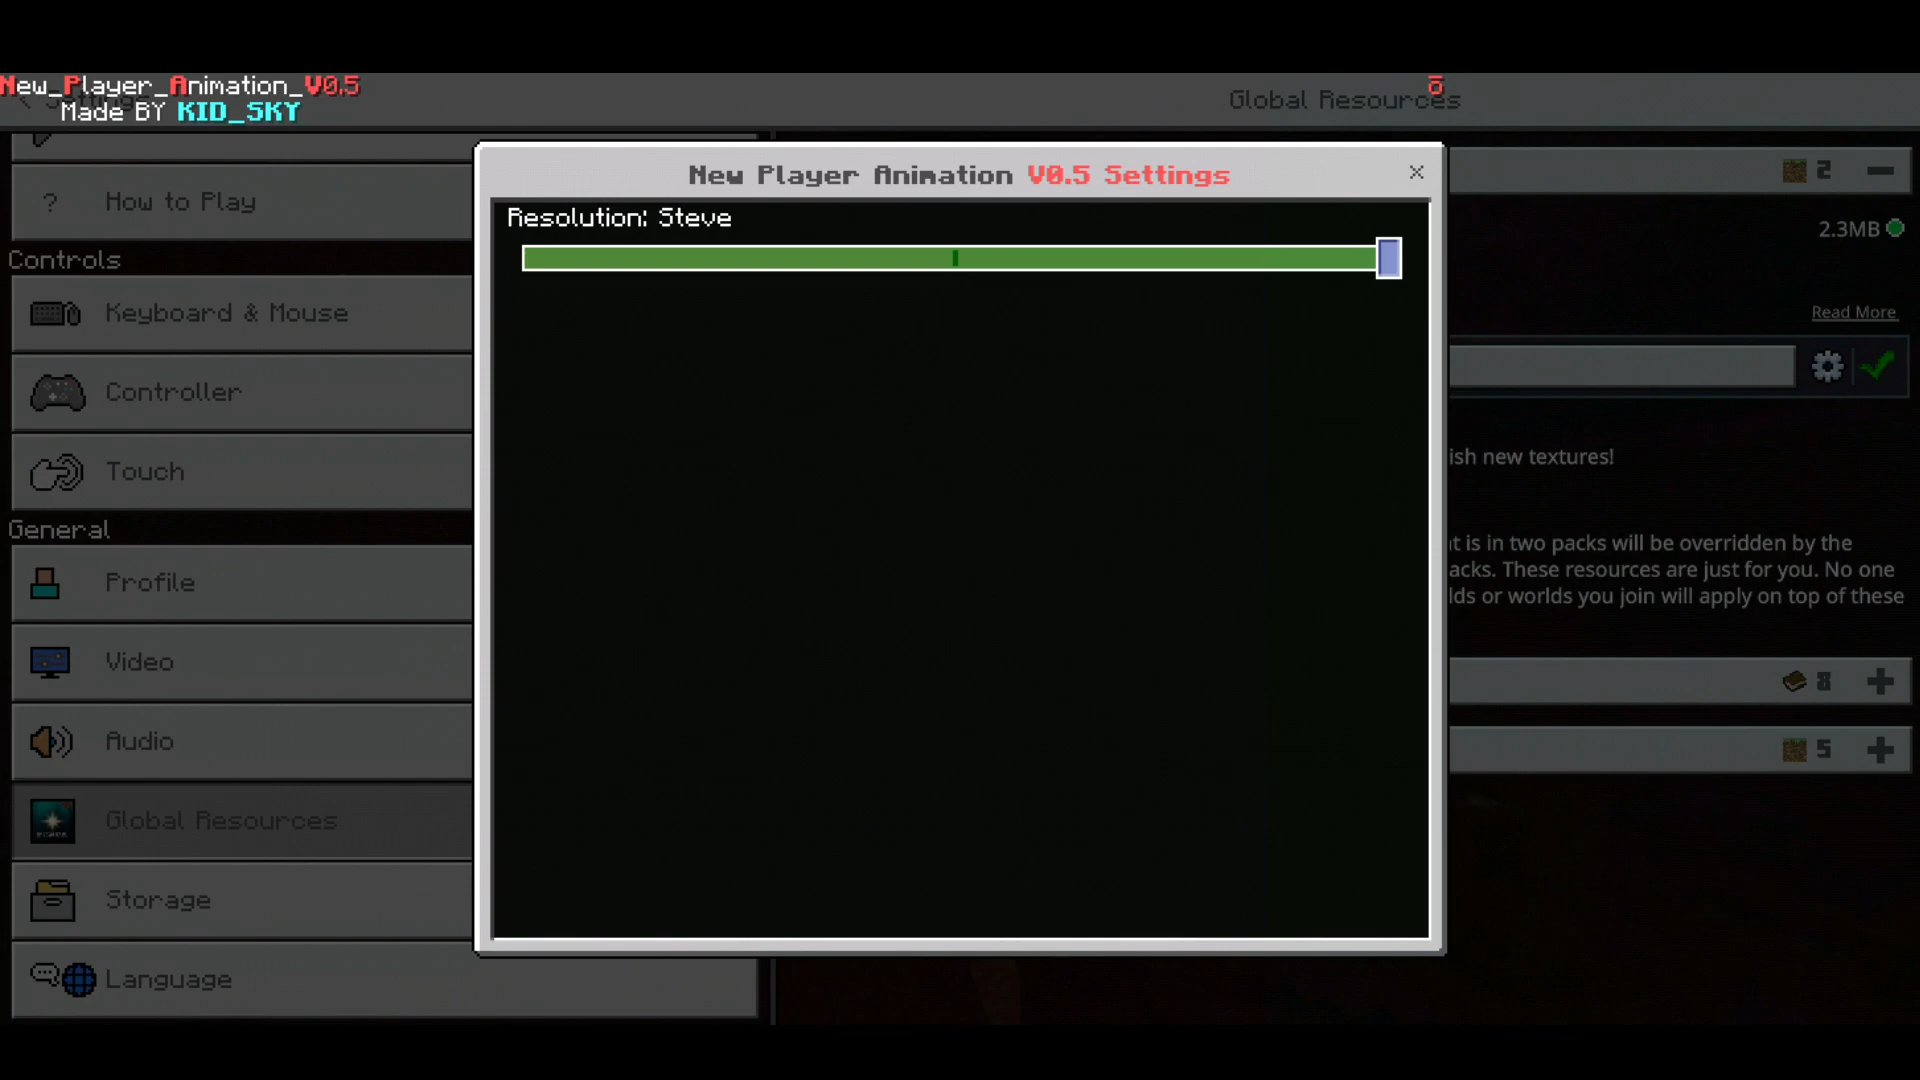 New_Player_Animation_V0.5
Made BY KID_SKY
Global Resources
New Player Animation V0.5 Settings
Resolution: Steve
How to Play
Controls
Keyboard & Mouse
Controller
Touch
General
Profile
Video
Audio
Global Resources
Storage
Language
2
2.3MB
Read More
ish new textures!
t is in two packs will be overridden by the
acks. These resources are just for you. No one
lds or worlds you join will apply on top of these
8
5